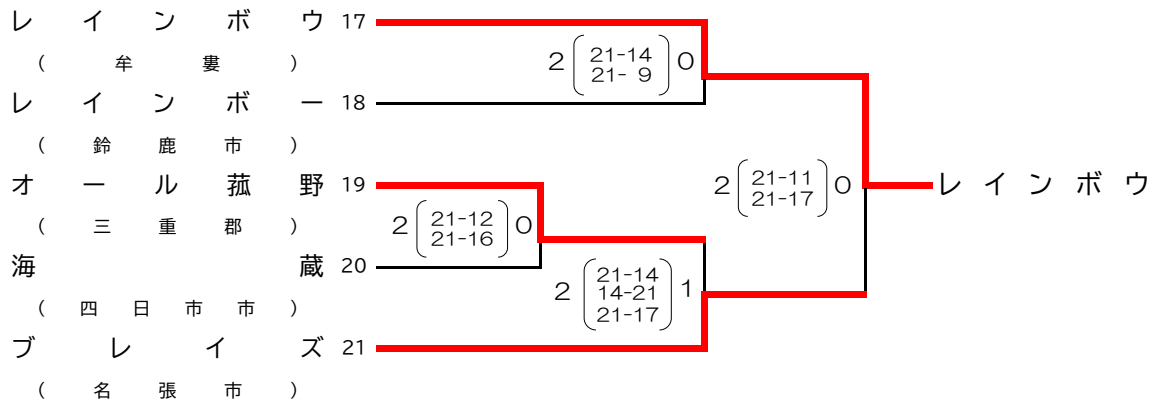 レインボウ 17
(牟婁)
2 21-14 0
21- 9
レインボー 18
(鈴鹿市)
オール菰野 19
2 21-11 0
21-17
レインボウ
(三重郡)
2 21-12 0
21-16
海蔵 20
2 21-14 1
14-21
21-17
(四日市市)
ブレイズ 21
(名張市)